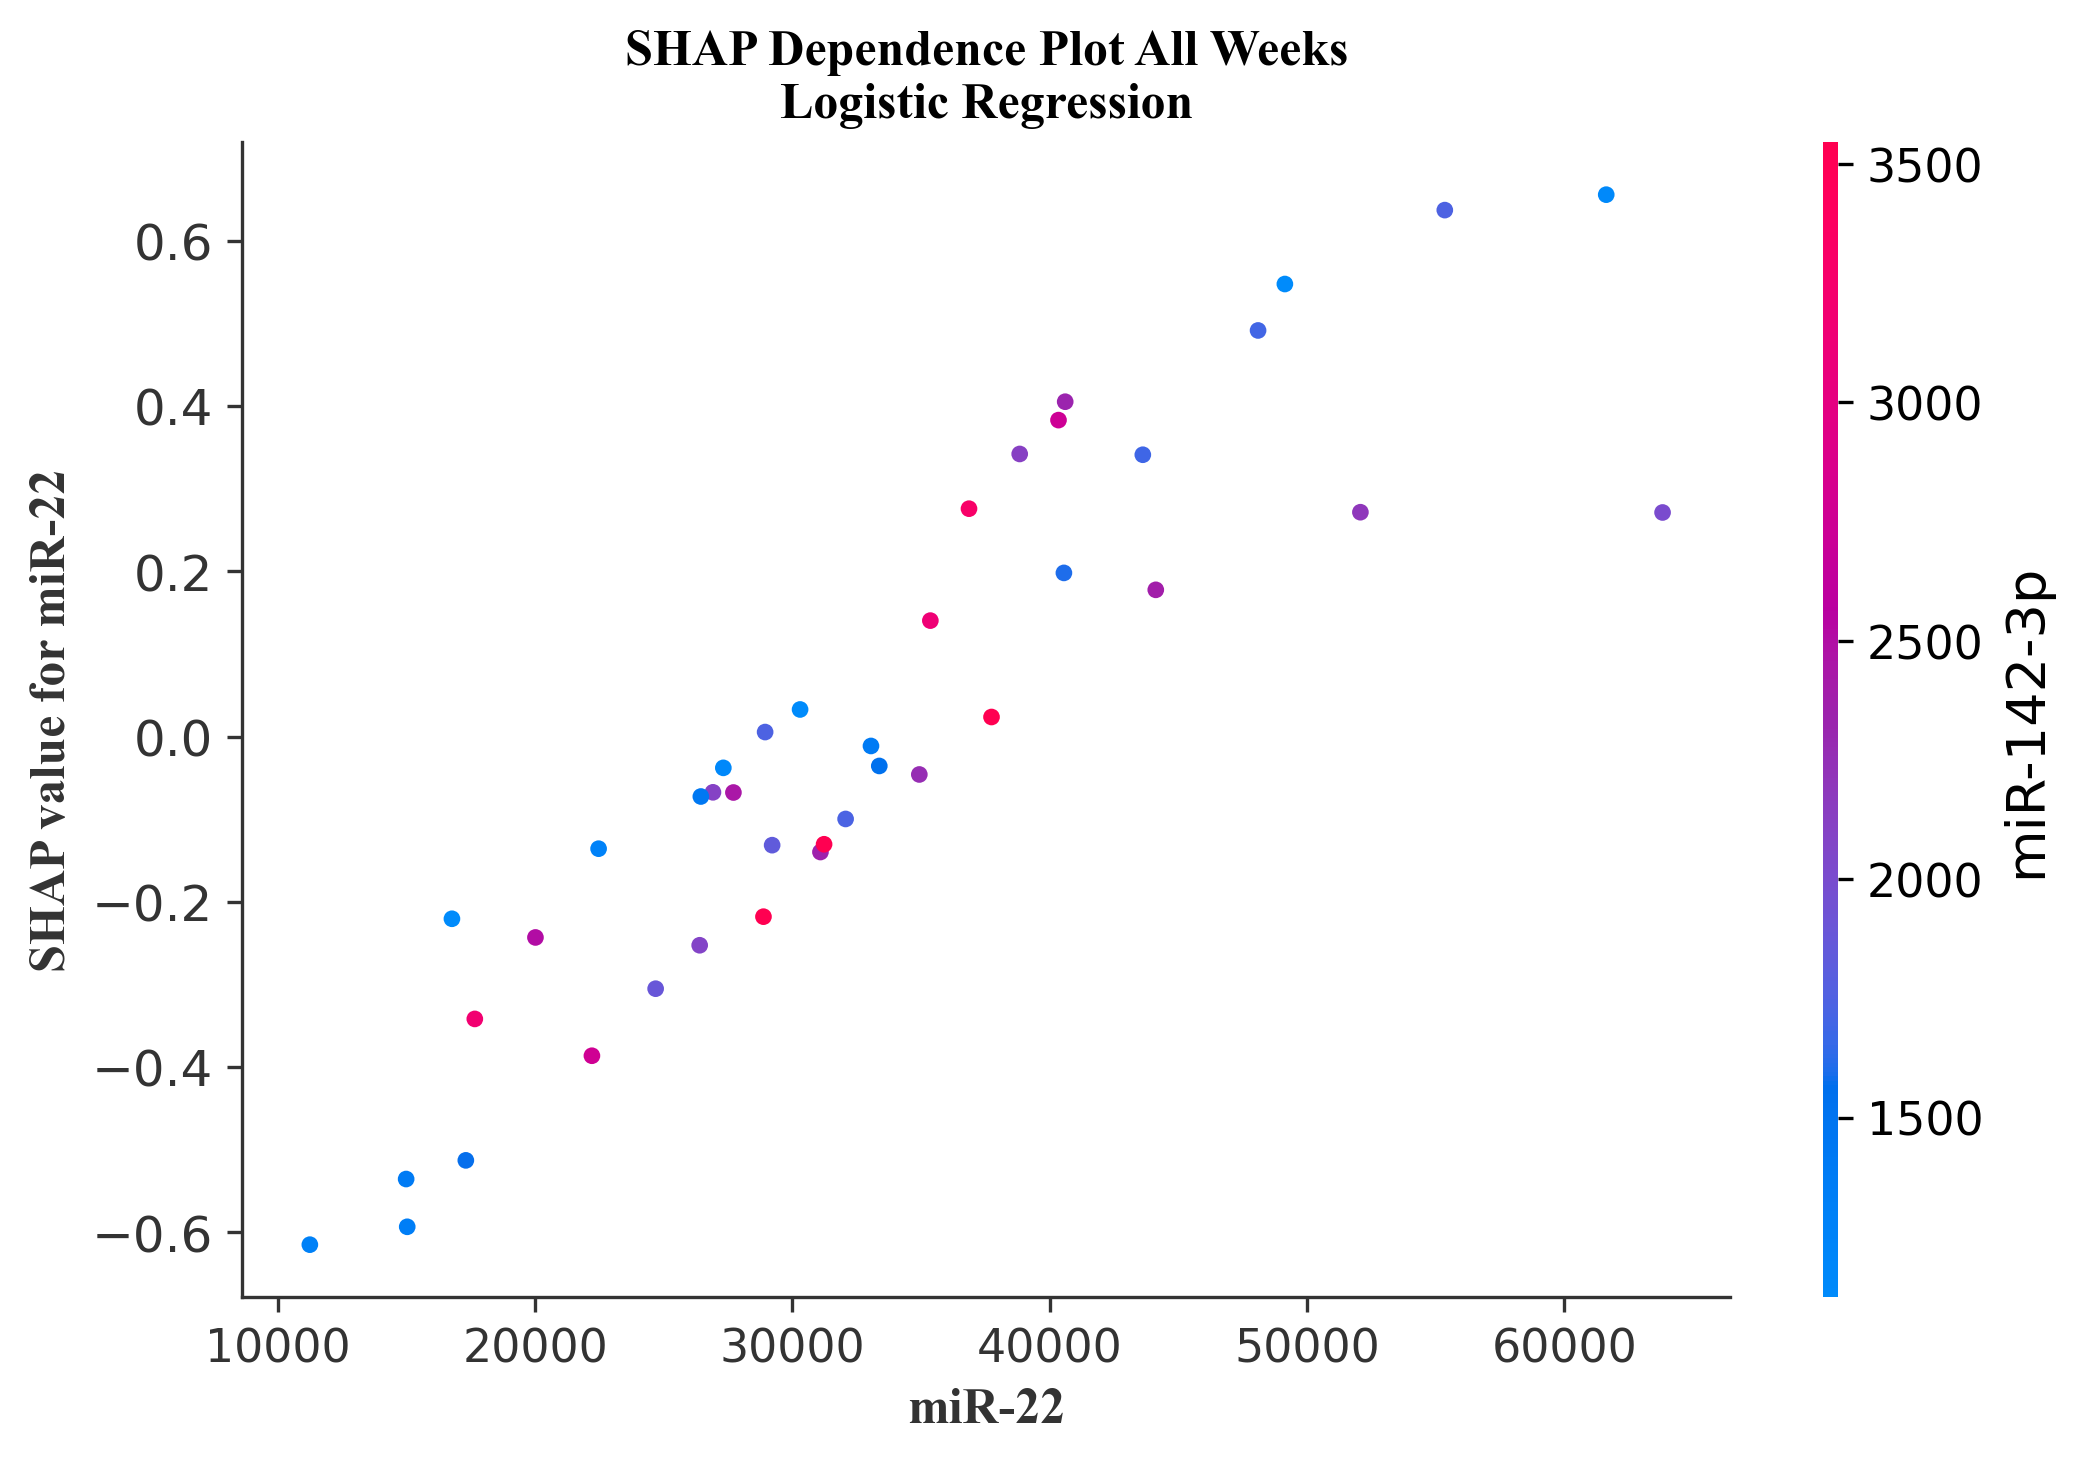 SHAP Dependence Plot All Weeks
Logistic Regression
SHAP value for miR-22
0.6
0.4
0.2
0.0
−0.2
−0.4
−0.6
10000 20000 30000 40000 50000 60000
miR-22
3500
3000
2500
2000
1500
miR-142-3p